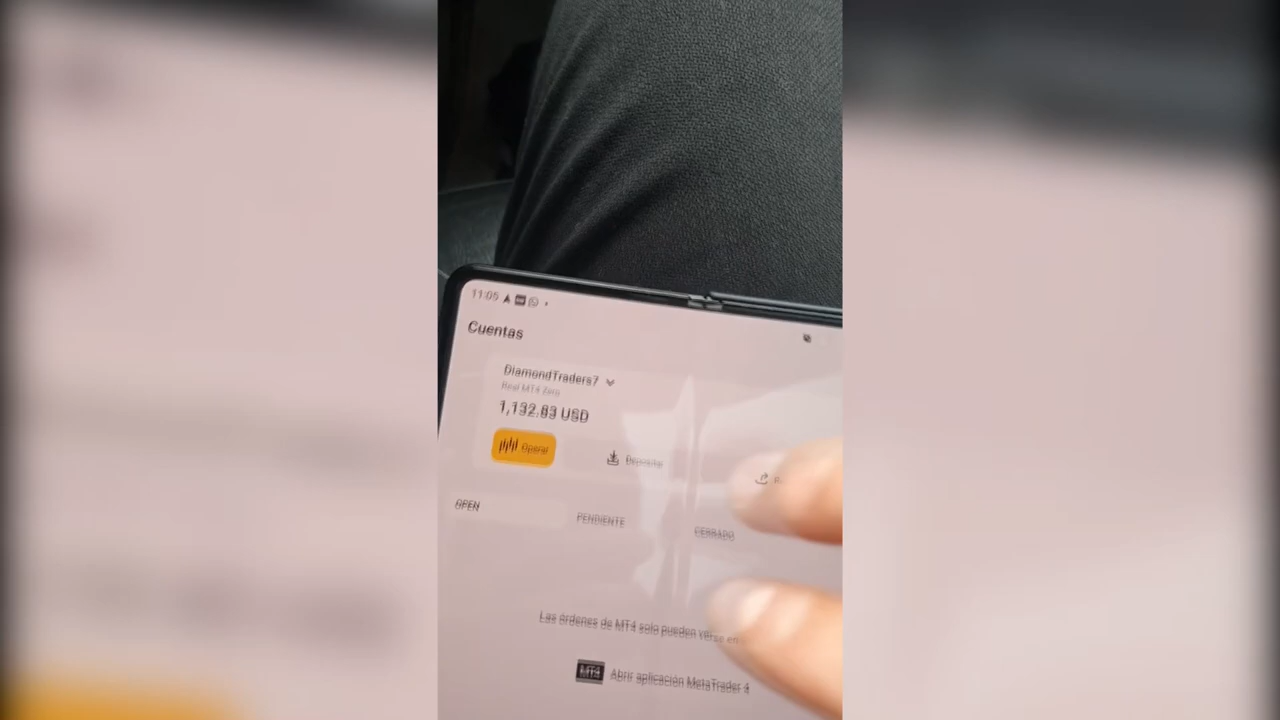 11:05
Cuentas
DiamondTraders7
Real MT4 Zero
1,132.83 USD
Operar
Depositar
OPEN
PENDIENTE
CERRADO
Las órdenes de MT4 solo pueden verse en
MT4
Abrir aplicación MetaTrader 4